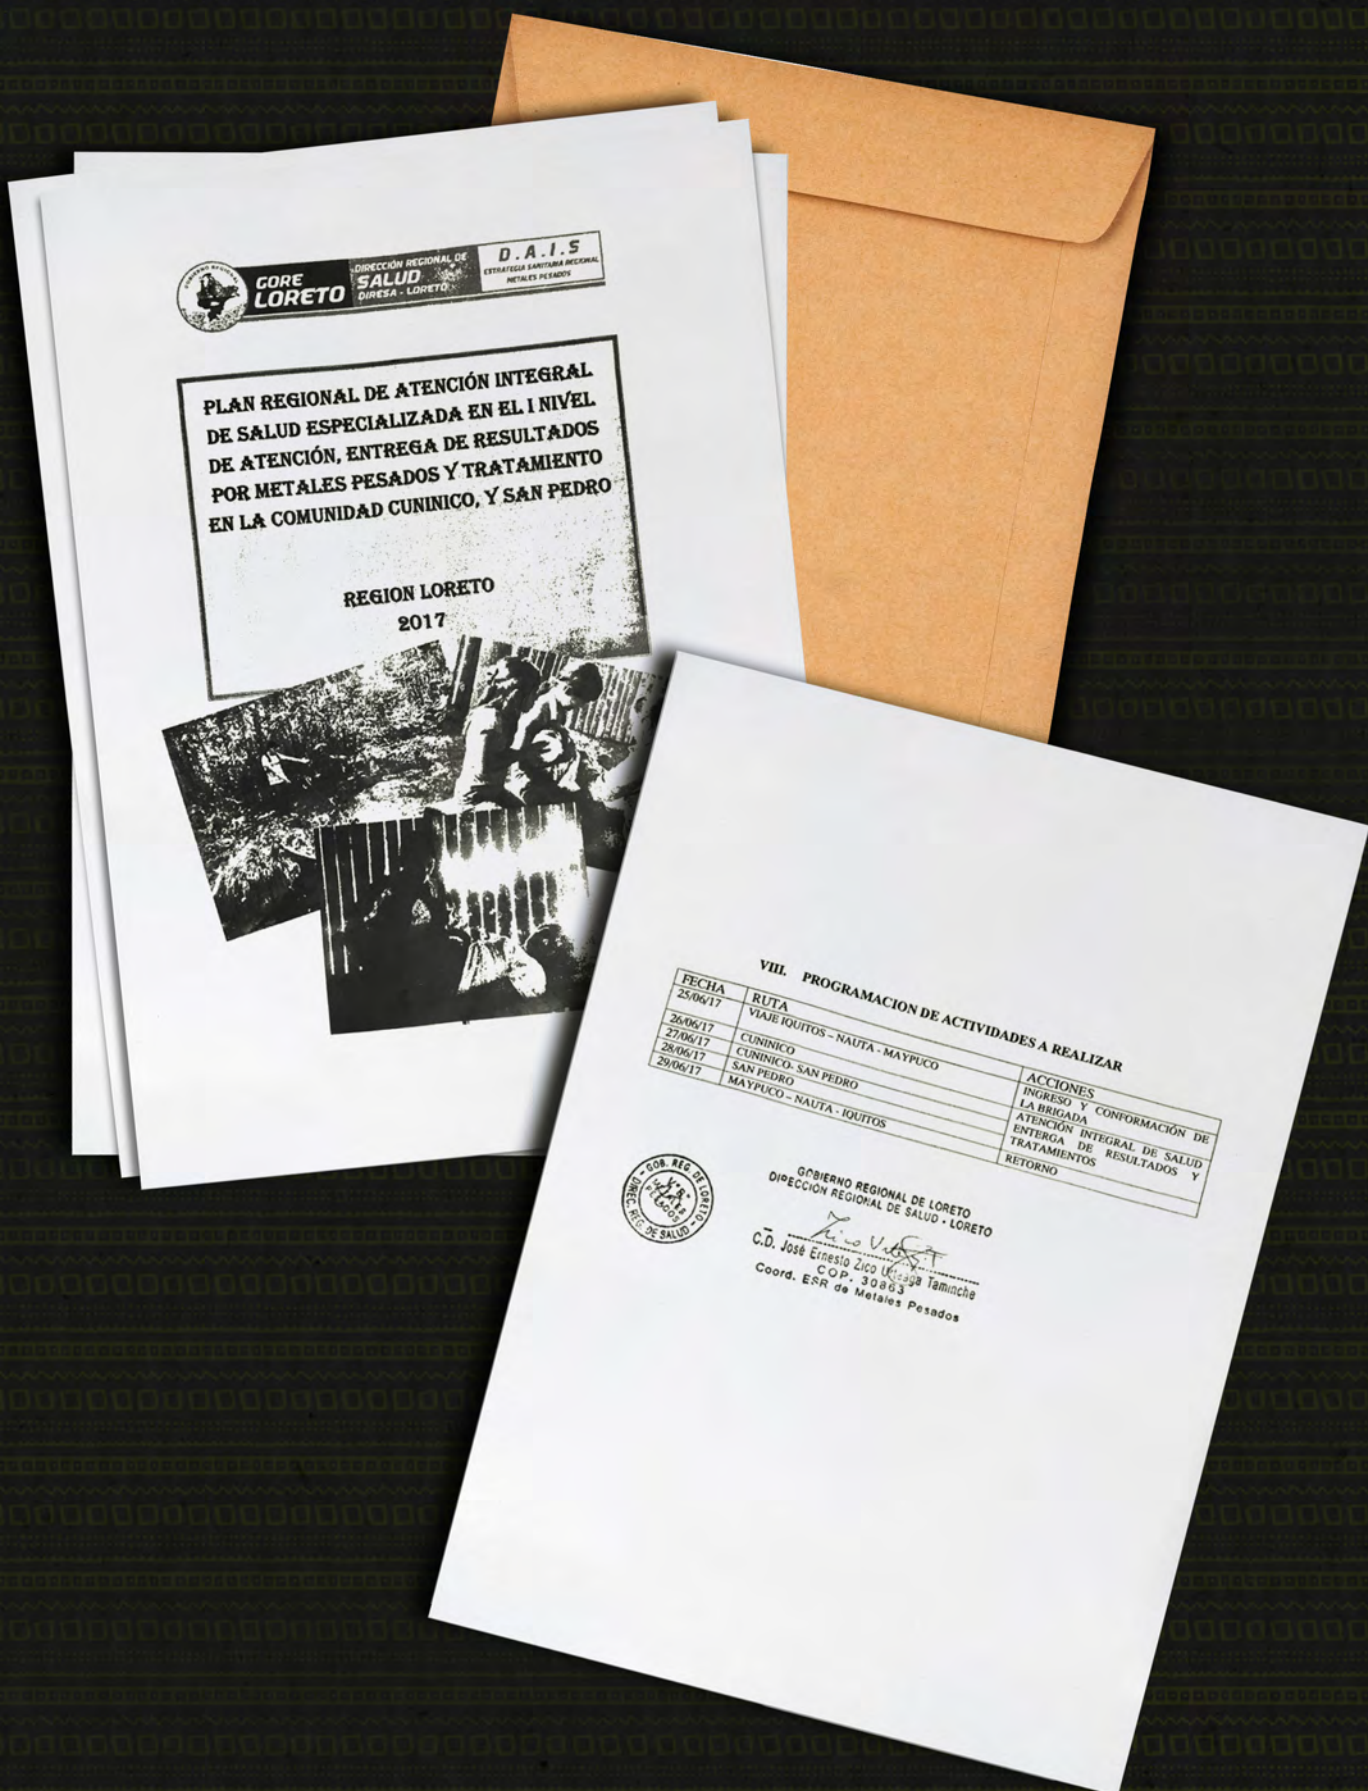 GOBIERNO REGIONAL
GORE
LORETO
DIRECCIÓN REGIONAL DE
SALUD
DIRESA - LORETO
D.A.I.S
ESTRATEGIA SANITARIA REGIONAL
METALES PESADOS
PLAN REGIONAL DE ATENCIÓN INTEGRAL
DE SALUD ESPECIALIZADA EN EL I NIVEL
DE ATENCIÓN, ENTREGA DE RESULTADOS
POR METALES PESADOS Y TRATAMIENTO
EN LA COMUNIDAD CUNINICO, Y SAN PEDRO
REGION LORETO
2017
VIII. PROGRAMACION DE ACTIVIDADES A REALIZAR
FECHA RUTA ACCIONES
25/06/17 VIAJE IQUITOS – NAUTA - MAYPUCO INGRESO Y CONFORMACIÓN DE
LA BRIGADA
26/06/17 CUNINICO ATENCIÓN INTEGRAL DE SALUD
27/06/17 CUNINICO- SAN PEDRO ENTERGA DE RESULTADOS Y
28/06/17 SAN PEDRO TRATAMIENTOS
29/06/17 MAYPUCO – NAUTA - IQUITOS RETORNO
GOB. REG. DE LORETO
V°B°
METALES
PESADOS
DIREC. REG. DE SALUD
GOBIERNO REGIONAL DE LORETO
DIRECCIÓN REGIONAL DE SALUD - LORETO
C.D. José Ernesto Zico Urteaga Taminche
COP. 30863
Coord. ESR de Metales Pesados